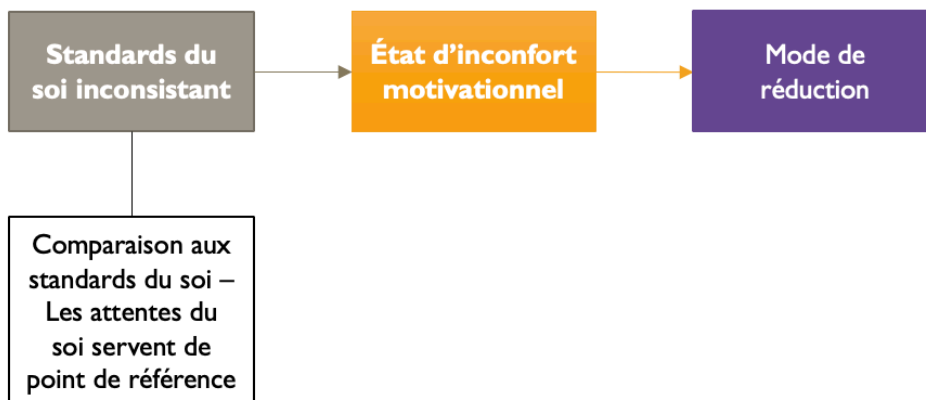 Standards du
soi inconsistant
État d’inconfort
motivationnel
Mode de
réduction
Comparaison aux
standards du soi –
Les attentes du
soi servent de
point de référence